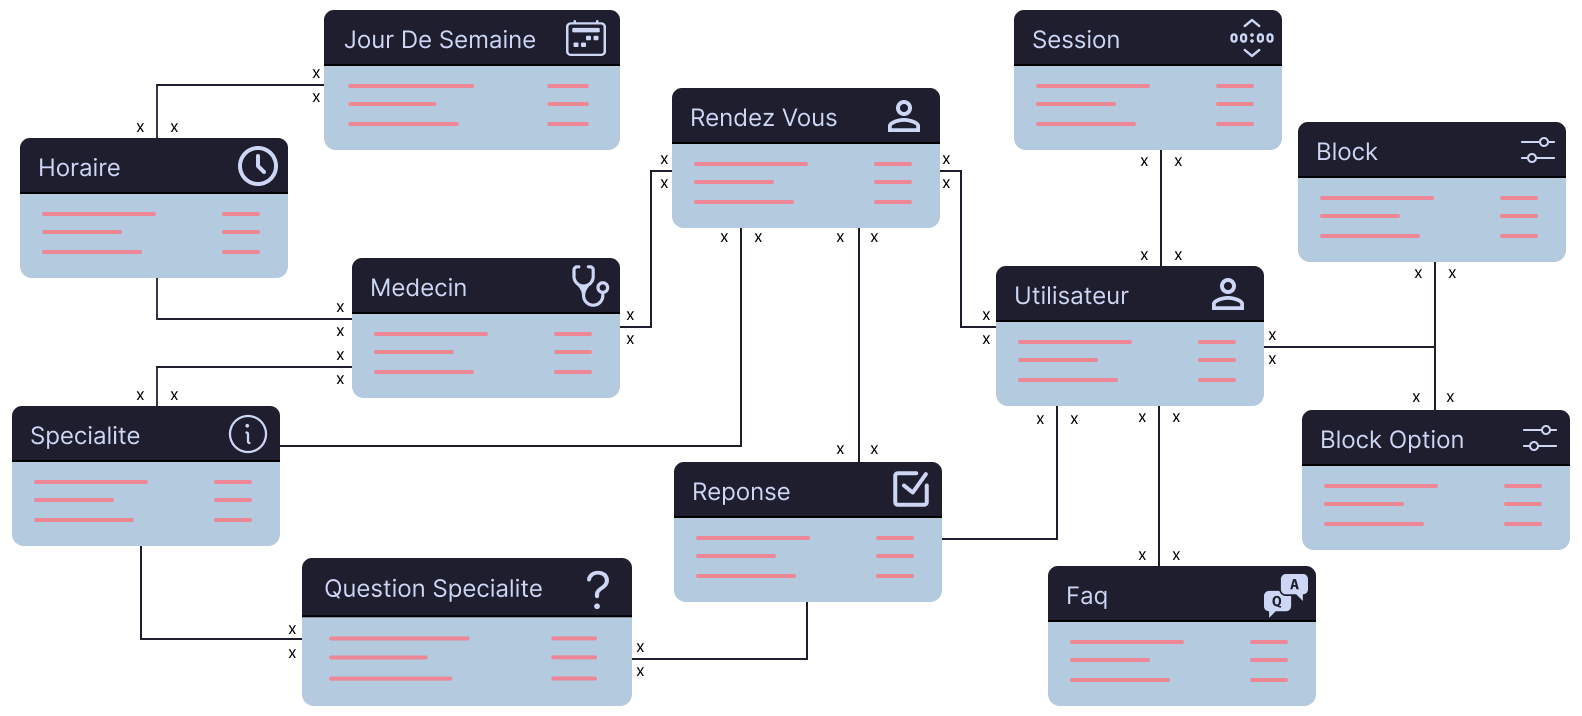 Jour De Semaine
Session
00:00
x
x
Rendez Vous
x x
Block
Horaire
x
x
x
x
x x
x x
x x
x x
Medecin
Utilisateur
x x
x
x
x
x
x
x
x
x
x
x
x x
x x
x x
x x
Specialite
i
Block Option
x x
Reponse
x x
Question Specialite
?
Faq
Q
A
x
x
x
x